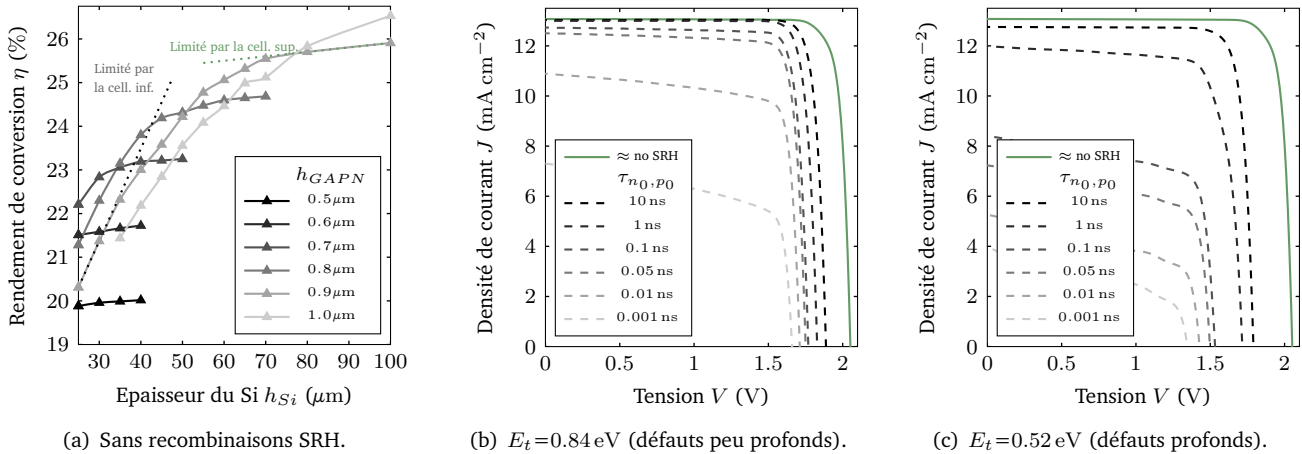 Rendement de conversion η (%)
26
25
24
23
22
21
20
19
Limité par la cell. sup.
Limité par
la cell. inf.
h_GAPN
0.5μm
0.6μm
0.7μm
0.8μm
0.9μm
1.0μm
30 40 50 60 70 80 90 100
Epaisseur du Si h_Si (μm)
(a) Sans recombinaisons SRH.
Densité de courant J (mA cm⁻²)
12
10
8
6
4
2
0
≈ no SRH
τ_n₀,p₀
10 ns
1 ns
0.1 ns
0.05 ns
0.01 ns
0.001 ns
0 0.5 1 1.5 2
Tension V (V)
(b) E_t=0.84 eV (défauts peu profonds).
Densité de courant J (mA cm⁻²)
12
10
8
6
4
2
0
≈ no SRH
τ_n₀,p₀
10 ns
1 ns
0.1 ns
0.05 ns
0.01 ns
0.001 ns
0 0.5 1 1.5 2
Tension V (V)
(c) E_t=0.52 eV (défauts profonds).